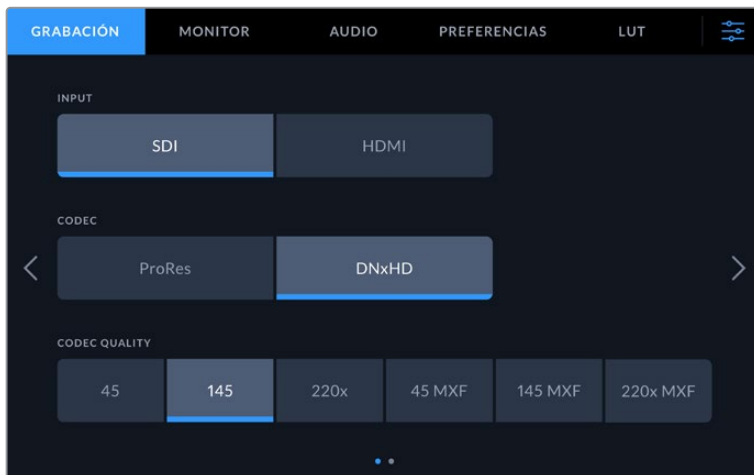 GRABACIÓN MONITOR AUDIO PREFERENCIAS LUT
INPUT
SDI HDMI
CODEC
ProRes DNxHD
CODEC QUALITY
45 145 220x 45 MXF 145 MXF 220x MXF